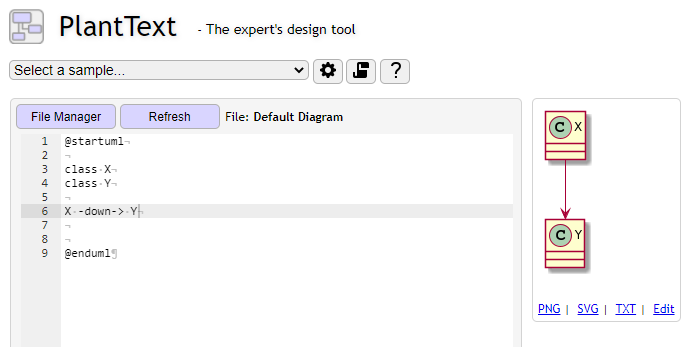 PlantText - The expert's design tool
Select a sample... ?
File Manager Refresh File: Default Diagram
1 @startuml¬
2 ¬
3 class·X¬
4 class·Y¬
5 ¬
6 X·-down->·Y¬
7 ¬
8 ¬
9 @enduml¶
C X
C Y
PNG | SVG | TXT | Edit